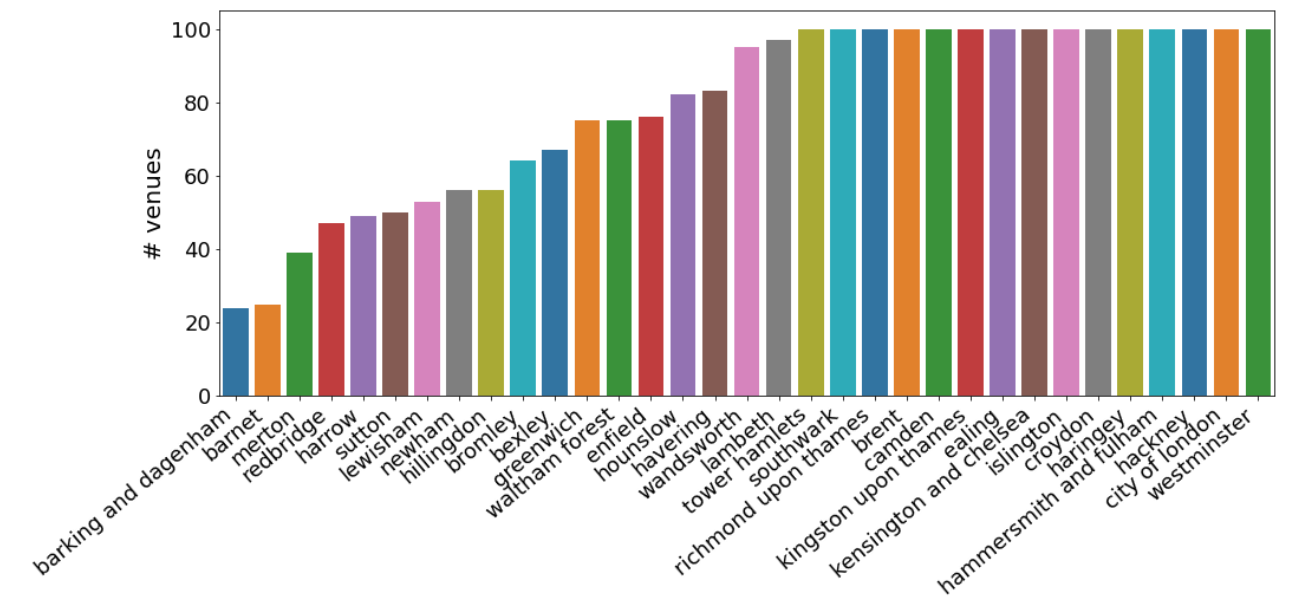 # venues
100
80
60
40
20
0
barking and dagenham
barnet
merton
redbridge
harrow
sutton
lewisham
newham
hillingdon
bromley
bexley
greenwich
waltham forest
enfield
hounslow
havering
wandsworth
lambeth
tower hamlets
southwark
richmond upon thames
brent
camden
kingston upon thames
ealing
kensington and chelsea
islington
croydon
haringey
hammersmith and fulham
hackney
city of london
westminster